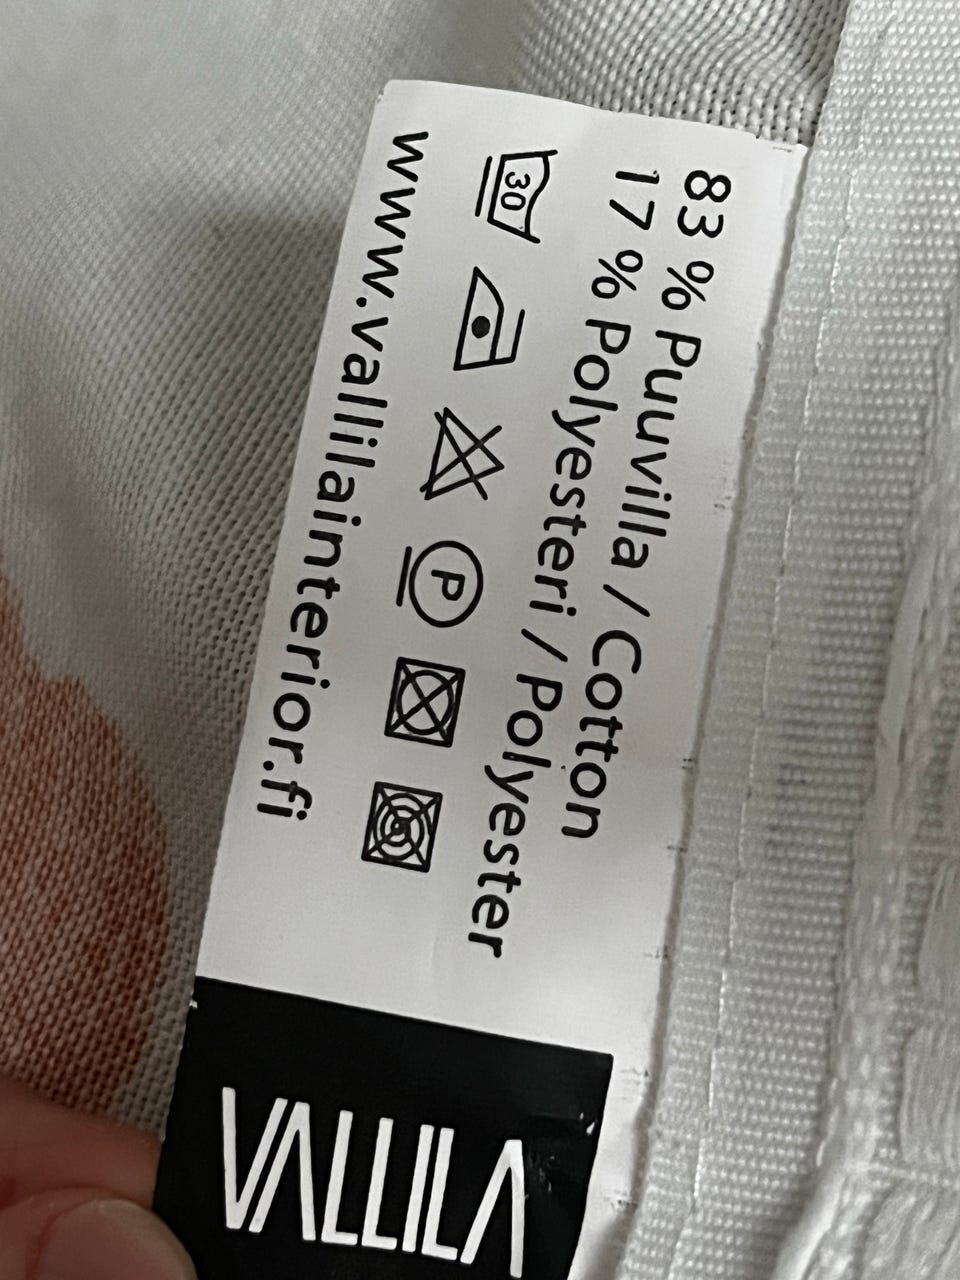 83 % Puuvilla / Cotton
17 % Polyesteri / Polyester
30 P
www.vallilainterior.fi
VALLILA